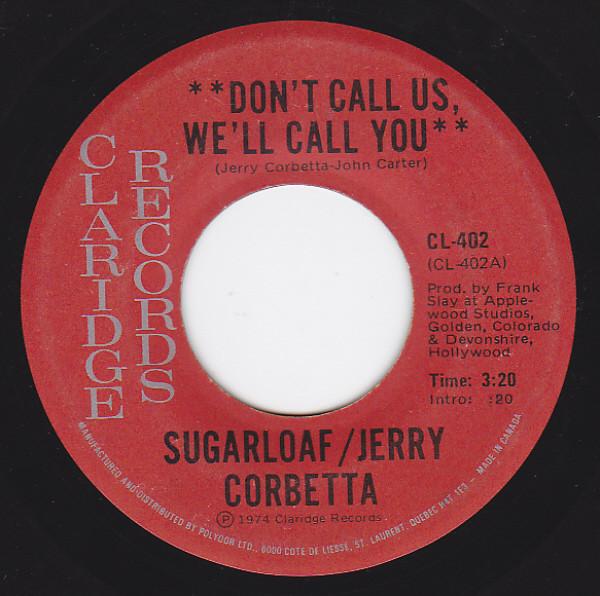 **DON'T CALL US,
WE'LL CALL YOU**
(Jerry Corbetta-John Carter)
CLARIDGE
RECORDS
CL-402
(CL-402A)
Prod. by Frank
Slay at Apple-
wood Studios,
Golden, Colorado
& Devonshire,
Hollywood
Time: 3:20
Intro: :20
SUGARLOAF/JERRY
CORBETTA
Ⓟ 1974 Claridge Records
MANUFACTURED AND DISTRIBUTED BY POLYDOR LTD., 6000 COTE DE LIESSE, ST. LAURENT, QUEBEC H4T 1E3 - MADE IN CANADA